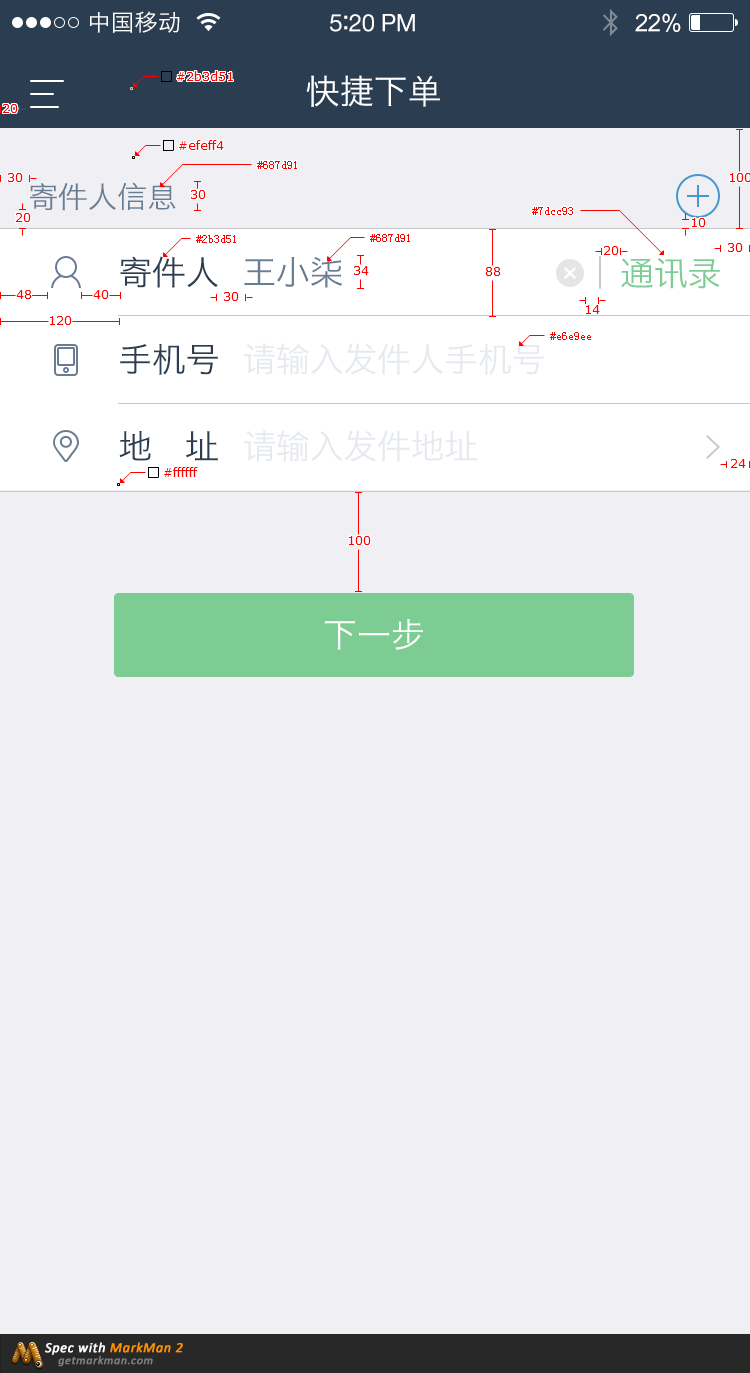 中国移动 5:20 PM 22%
#2b3d51
快捷下单
20
#efeff4
#687d91
30 寄件人信息 30 100
20 #7dcc93 10
#2b3d51 #687d91 20 30
寄件人 王小柒 34 88 通讯录
48 40 30 14
120
#e6e9ee
手机号 请输入发件人手机号
地 址 请输入发件地址
#ffffff 24
100
下一步
Spec with MarkMan 2
getmarkman.com